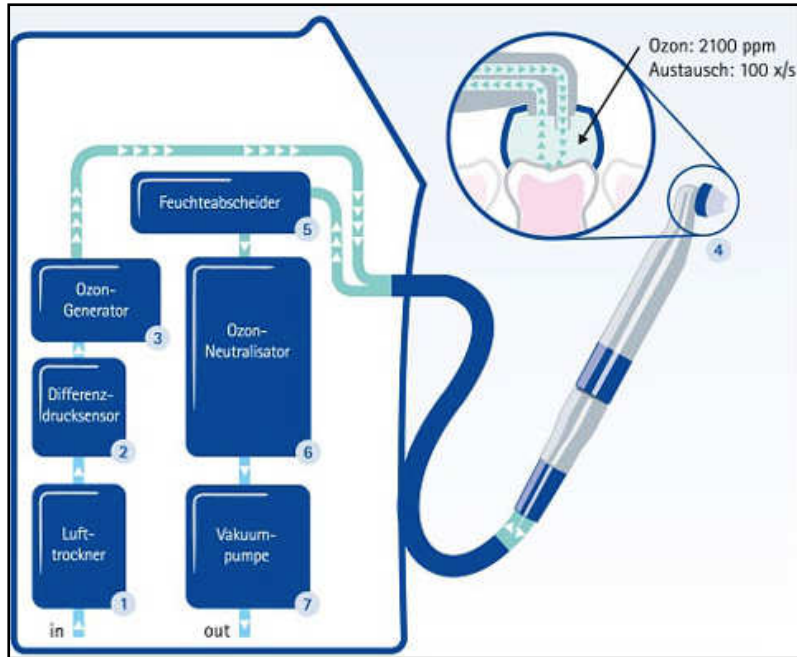 Ozon: 2100 ppm
Austausch: 100 x/s
4
Feuchteabscheider
5
Ozon-
Generator
3
Ozon-
Neutralisator
6
Differenz-
drucksensor
2
Luft-
trockner
1
Vakuum-
pumpe
7
in
out